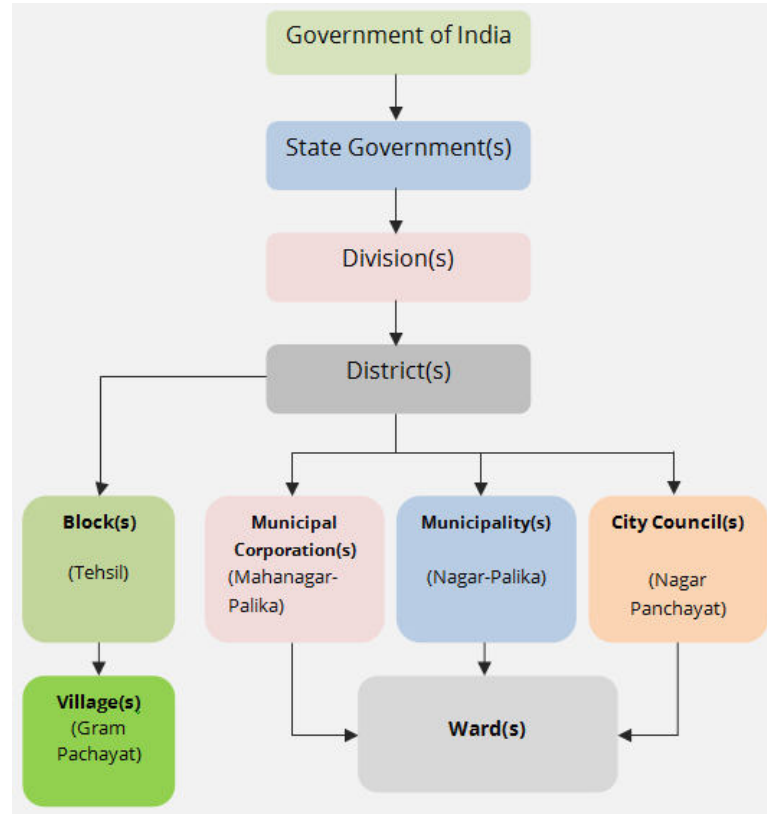 Government of India
State Government(s)
Division(s)
District(s)
Block(s)
(Tehsil)
Municipal
Corporation(s)
(Mahanagar-
Palika)
Municipality(s)
(Nagar-Palika)
City Council(s)
(Nagar
Panchayat)
Village(s)
(Gram
Pachayat)
Ward(s)